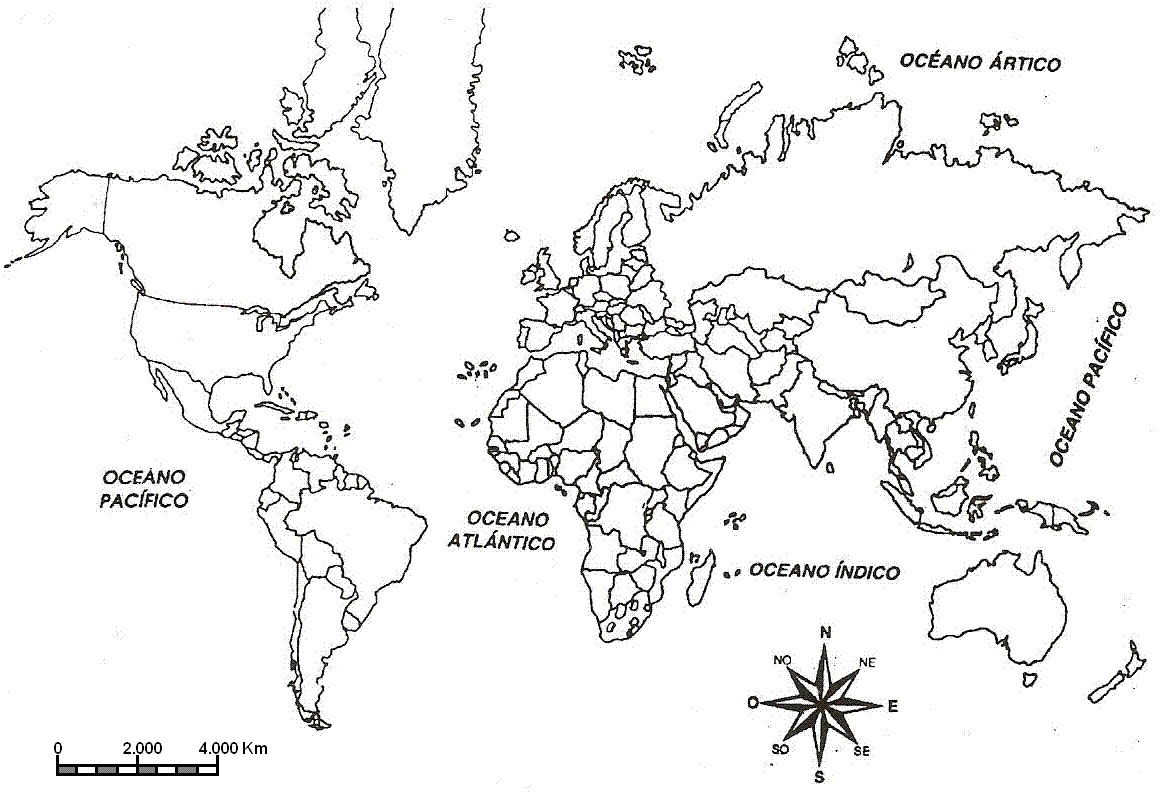 OCÉANO ÁRTICO
OCEANO PACÍFICO
OCEANO
PACÍFICO
OCEANO
ATLÁNTICO
OCEANO ÍNDICO
N
NO
NE
O
E
SO
SE
S
0 2.000 4.000 Km